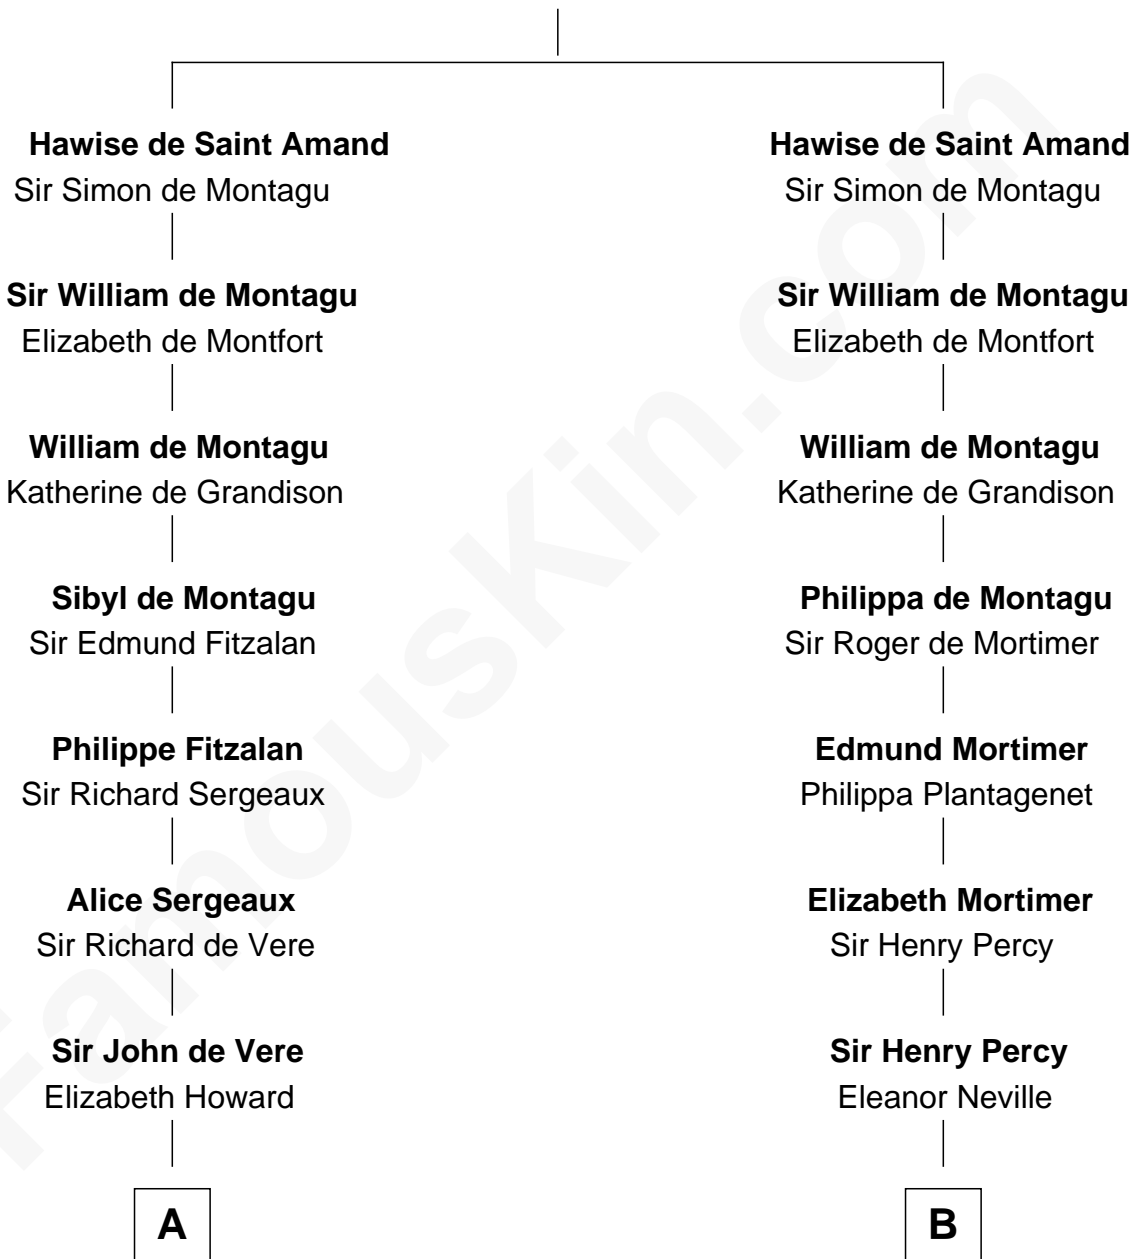 Hawise de Saint Amand
Sir Simon de Montagu
Sir William de Montagu
Elizabeth de Montfort
William de Montagu
Katherine de Grandison
Sibyl de Montagu
Sir Edmund Fitzalan
Philippe Fitzalan
Sir Richard Sergeaux
Alice Sergeaux
Sir Richard de Vere
Sir John de Vere
Elizabeth Howard
A
Hawise de Saint Amand
Sir Simon de Montagu
Sir William de Montagu
Elizabeth de Montfort
William de Montagu
Katherine de Grandison
Philippa de Montagu
Sir Roger de Mortimer
Edmund Mortimer
Philippa Plantagenet
Elizabeth Mortimer
Sir Henry Percy
Sir Henry Percy
Eleanor Neville
B
FamousKin.com